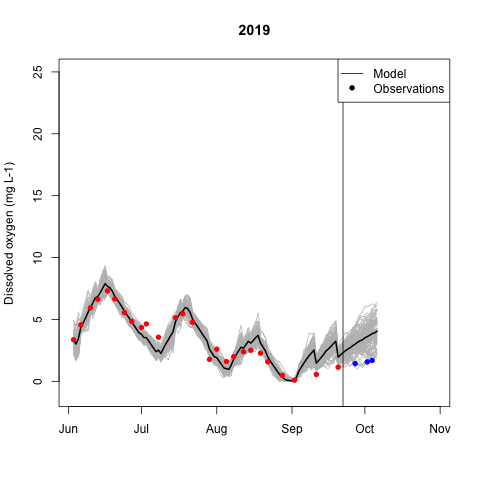 2019
Model
Observations
Dissolved oxygen (mg L-1)
25
20
15
10
5
0
Jun Jul Aug Sep Oct Nov